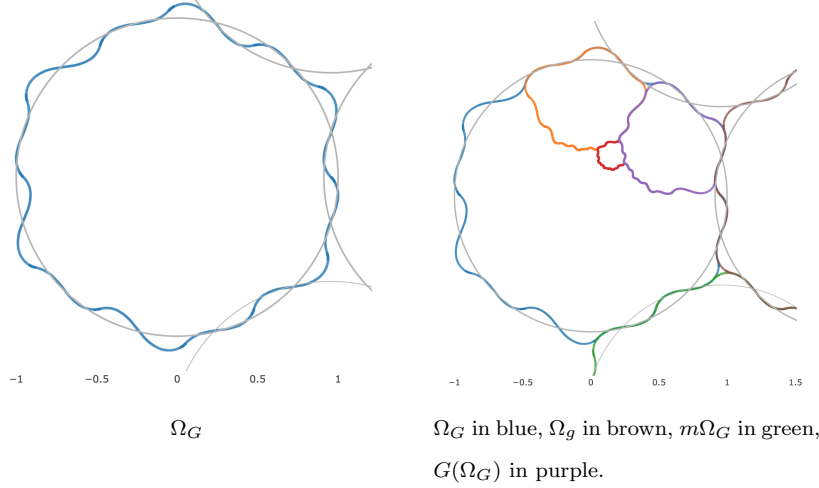 −1 −0.5 0 0.5 1
−1 −0.5 0 0.5 1 1.5
Ω_G
Ω_G in blue, Ω_g in brown, mΩ_G in green,
G(Ω_G) in purple.